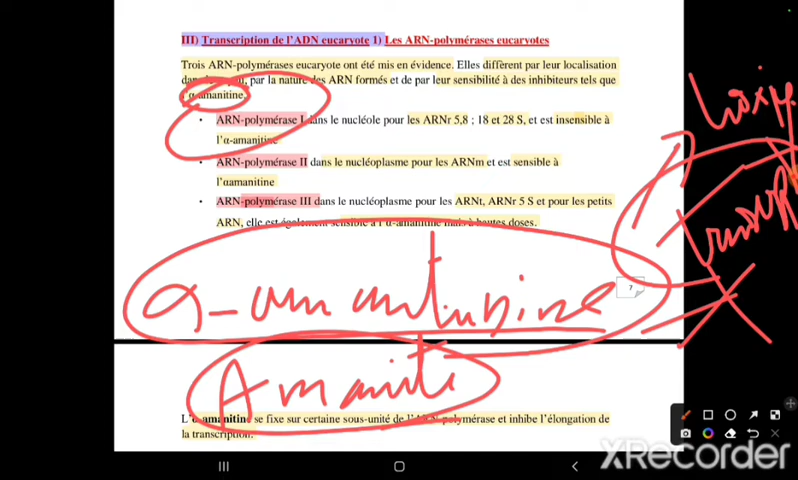 III) Transcription de l'ADN eucaryote 1) Les ARN-polymérases eucaryotes
Trois ARN-polymérases eucaryote ont été mis en évidence. Elles diffèrent par leur localisation
par la nature des ARN formés et de par leur sensibilité à des inhibiteurs tels que
l'α-amanitine.
• ARN-polymérase I dans le nucléole pour les ARNr 5,8 ; 18 et 28 S, et est insensible à
l'α-amanitine
• ARN-polymérase II dans le nucléoplasme pour les ARNm et est sensible à
l'αamanitine
• ARN-polymérase III dans le nucléoplasme pour les ARNt, ARNr 5 S et pour les petits
ARN, elle est également sensible à l'α-amanitine mais à hautes doses.
7
Amanite
L'α-amanitine se fixe sur certaine sous-unité de l'ARN-polymérase et inhibe l'élongation de
la transcription.
XRecorder